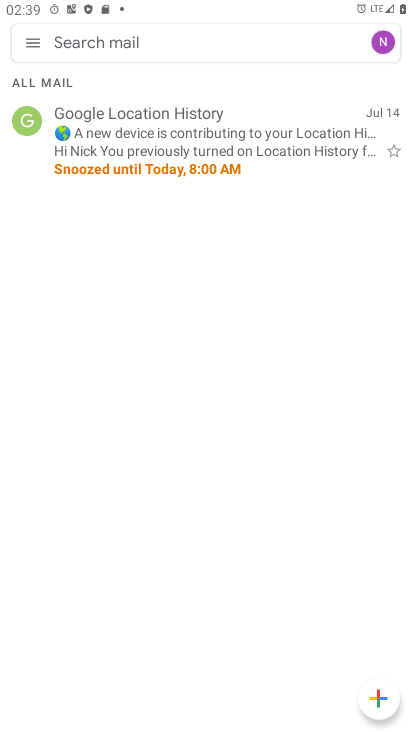 02:39
LTE
Search mail
N
ALL MAIL
G
Google Location History
Jul 14
🌎 A new device is contributing to your Location Hi...
Hi Nick You previously turned on Location History f...
Snoozed until Today, 8:00 AM